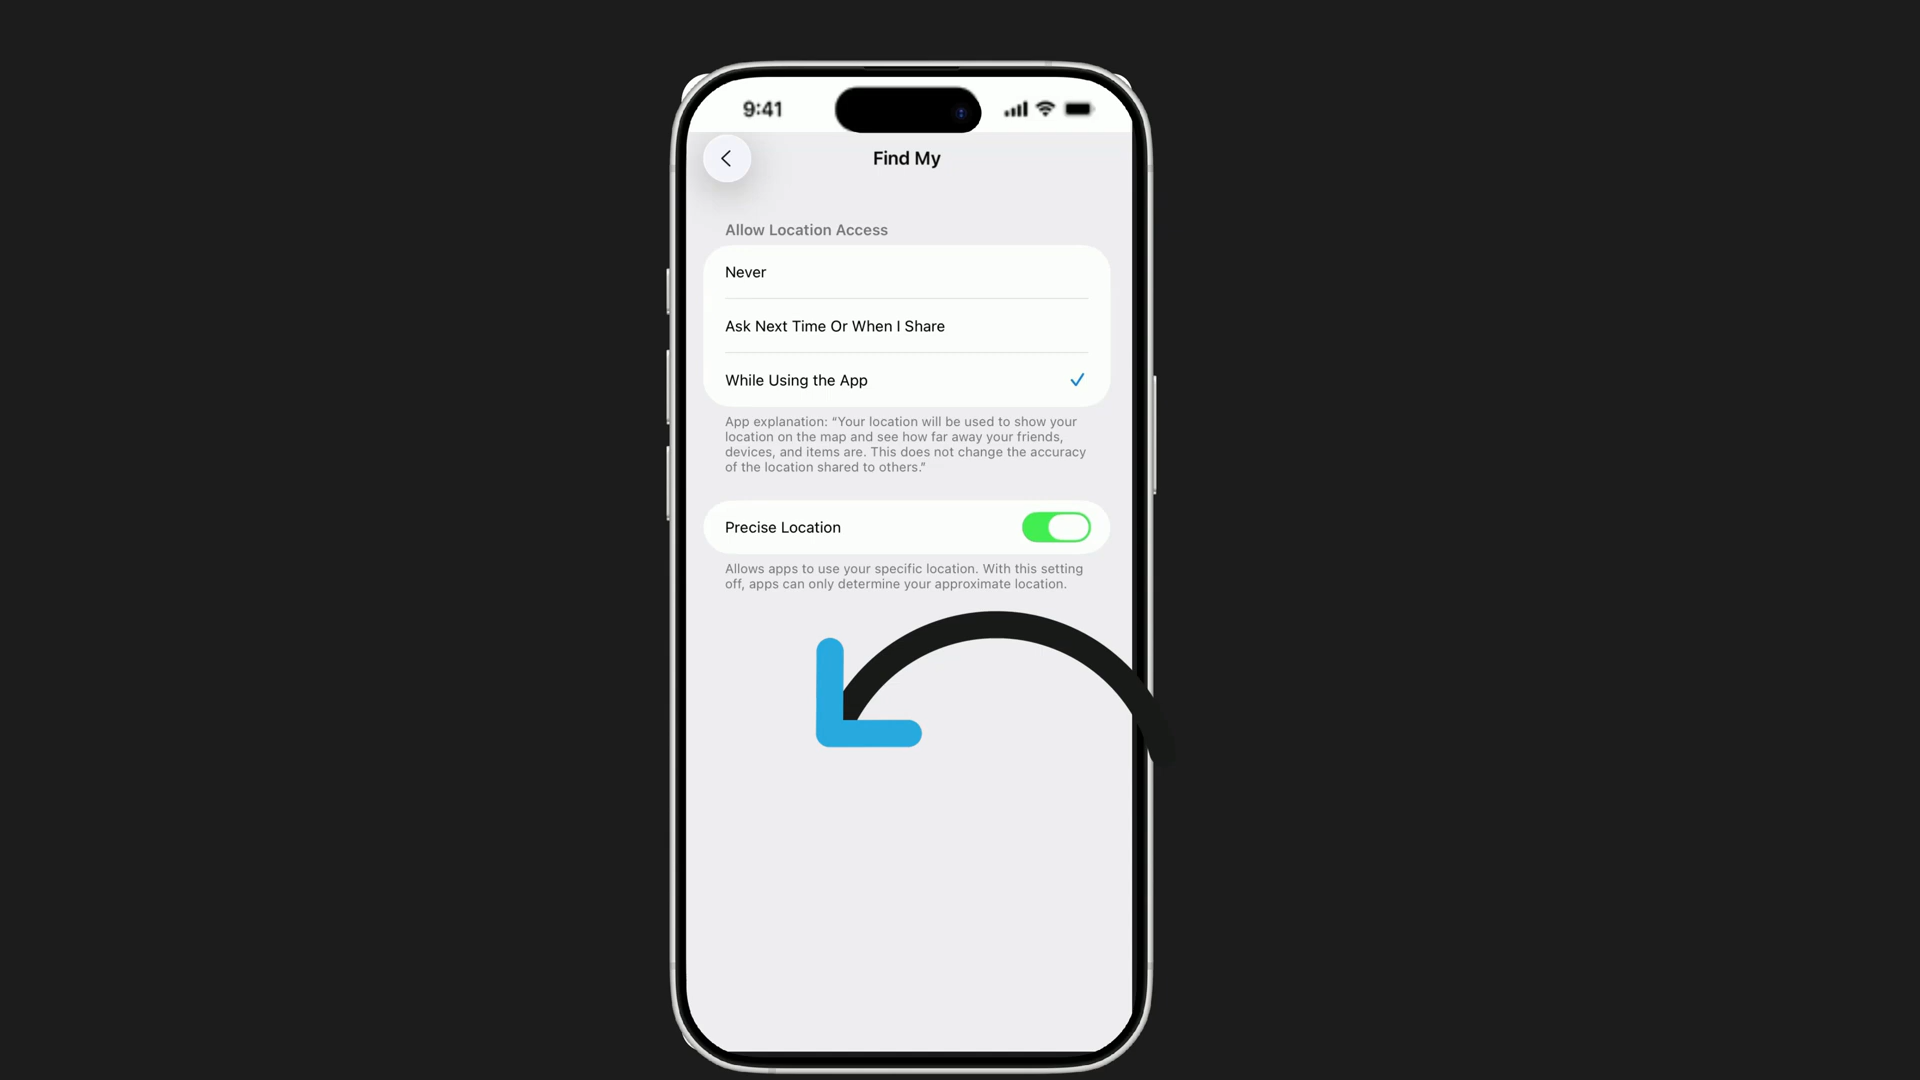 9:41
Find My
Allow Location Access
Never
Ask Next Time Or When I Share
While Using the App
App explanation: “Your location will be used to show your
location on the map and see how far away your friends,
devices, and items are. This does not change the accuracy
of the location shared to others.”
Precise Location
Allows apps to use your specific location. With this setting
off, apps can only determine your approximate location.